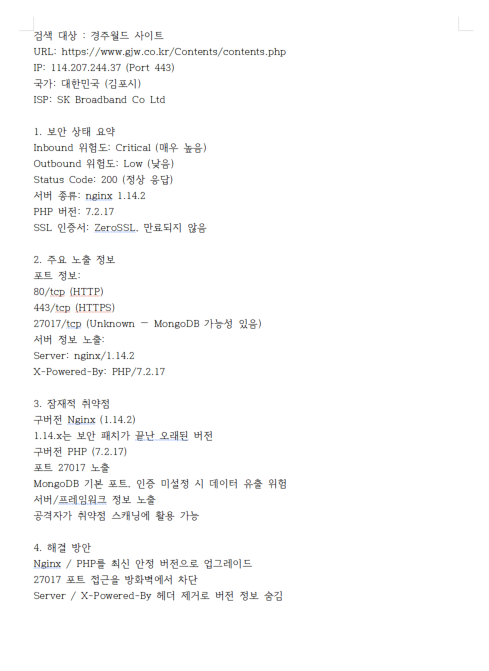 검색 대상 : 경주월드 사이트
URL: https://www.gjw.co.kr/Contents/contents.php
IP: 114.207.244.37 (Port 443)
국가: 대한민국 (김포시)
ISP: SK Broadband Co Ltd
1. 보안 상태 요약
Inbound 위험도: Critical (매우 높음)
Outbound 위험도: Low (낮음)
Status Code: 200 (정상 응답)
서버 종류: nginx 1.14.2
PHP 버전: 7.2.17
SSL 인증서: ZeroSSL, 만료되지 않음
2. 주요 노출 정보
포트 정보:
80/tcp (HTTP)
443/tcp (HTTPS)
27017/tcp (Unknown – MongoDB 가능성 있음)
서버 정보 노출:
Server: nginx/1.14.2
X-Powered-By: PHP/7.2.17
3. 잠재적 취약점
구버전 Nginx (1.14.2)
1.14.x는 보안 패치가 끝난 오래된 버전
구버전 PHP (7.2.17)
포트 27017 노출
MongoDB 기본 포트, 인증 미설정 시 데이터 유출 위험
서버/프레임워크 정보 노출
공격자가 취약점 스캐닝에 활용 가능
4. 해결 방안
Nginx / PHP를 최신 안정 버전으로 업그레이드
27017 포트 접근을 방화벽에서 차단
Server / X-Powered-By 헤더 제거로 버전 정보 숨김